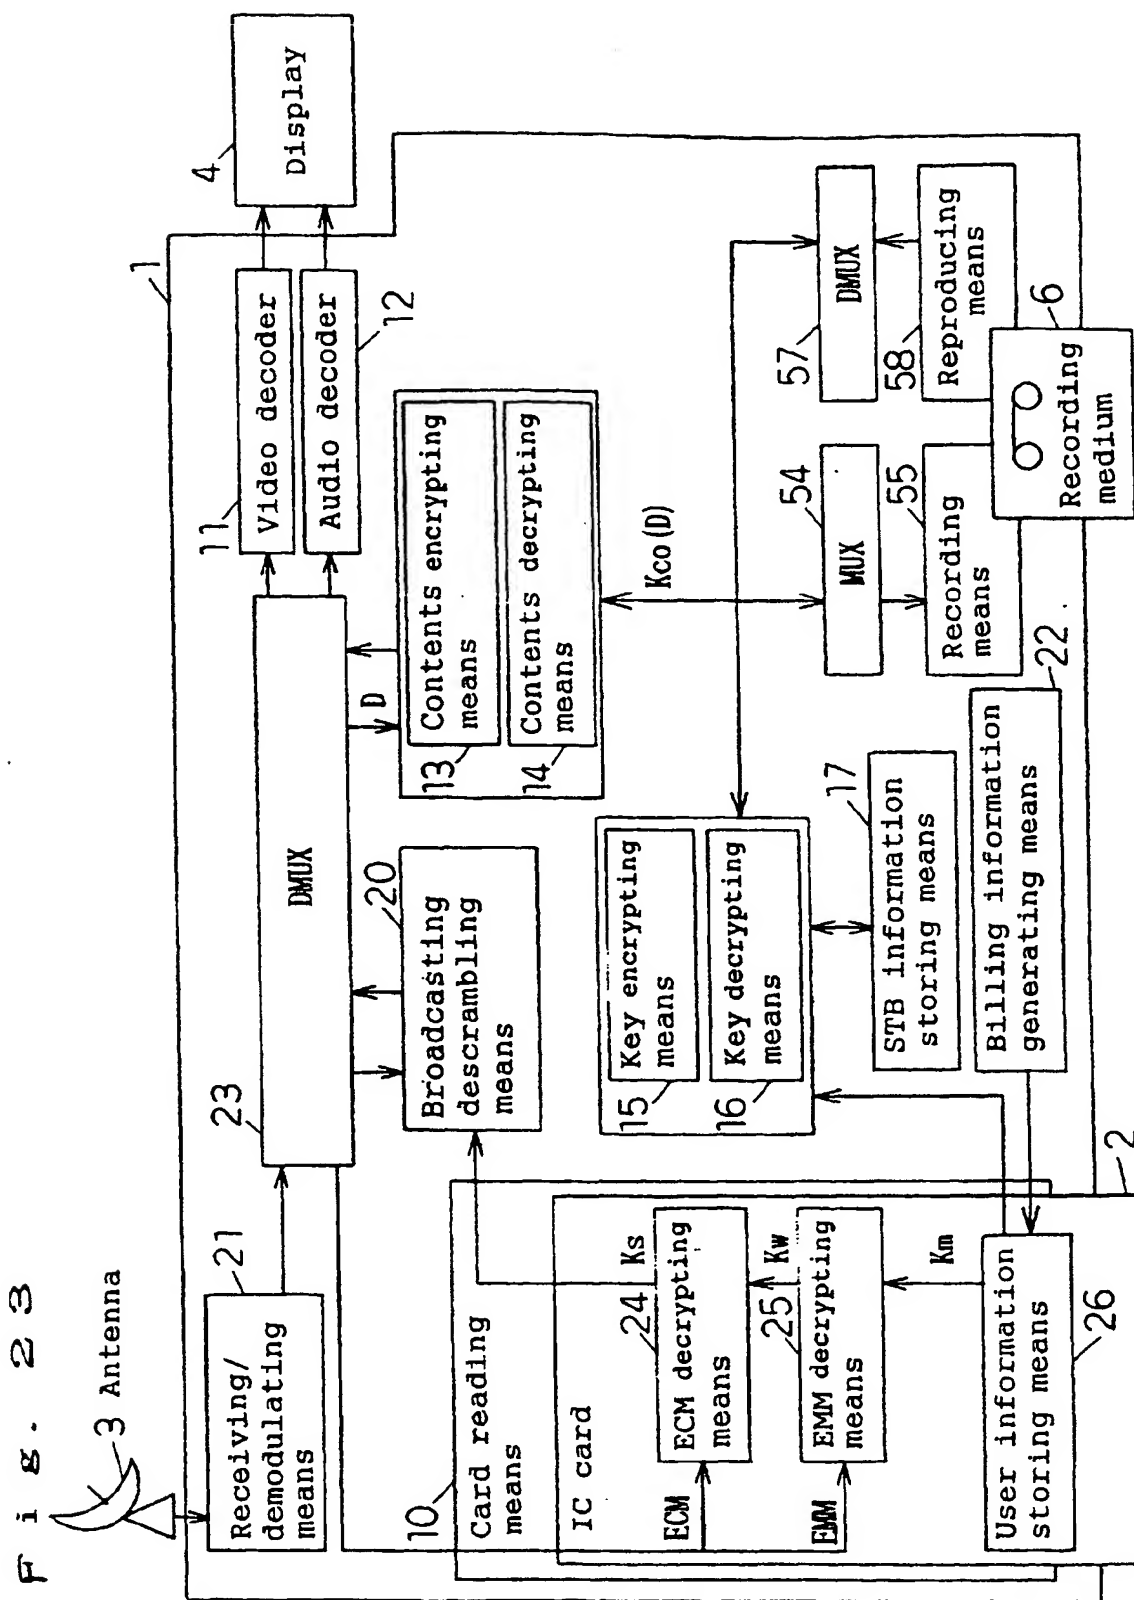 Fig. 23
3 Antenna
4
Display
1
11
Video decoder
Audio decoder
12
21
Receiving/
demodulating
means
23
DMUX
D
20
Broadcasting
descrambling
means
Contents encrypting
means
13
Contents decrypting
means
14
Kco(D)
10
Card reading
means
IC card
ECM
Ks
24
ECM decrypting
means
Kw
25
EMM
EMM decrypting
means
Km
User information
storing means
26
2
15
Key encrypting
means
16
Key decrypting
means
17
STB information
storing means
Billing information
generating means
22
54
MUX
55
Recording
means
57
DMUX
58
Reproducing
means
6
Recording
medium